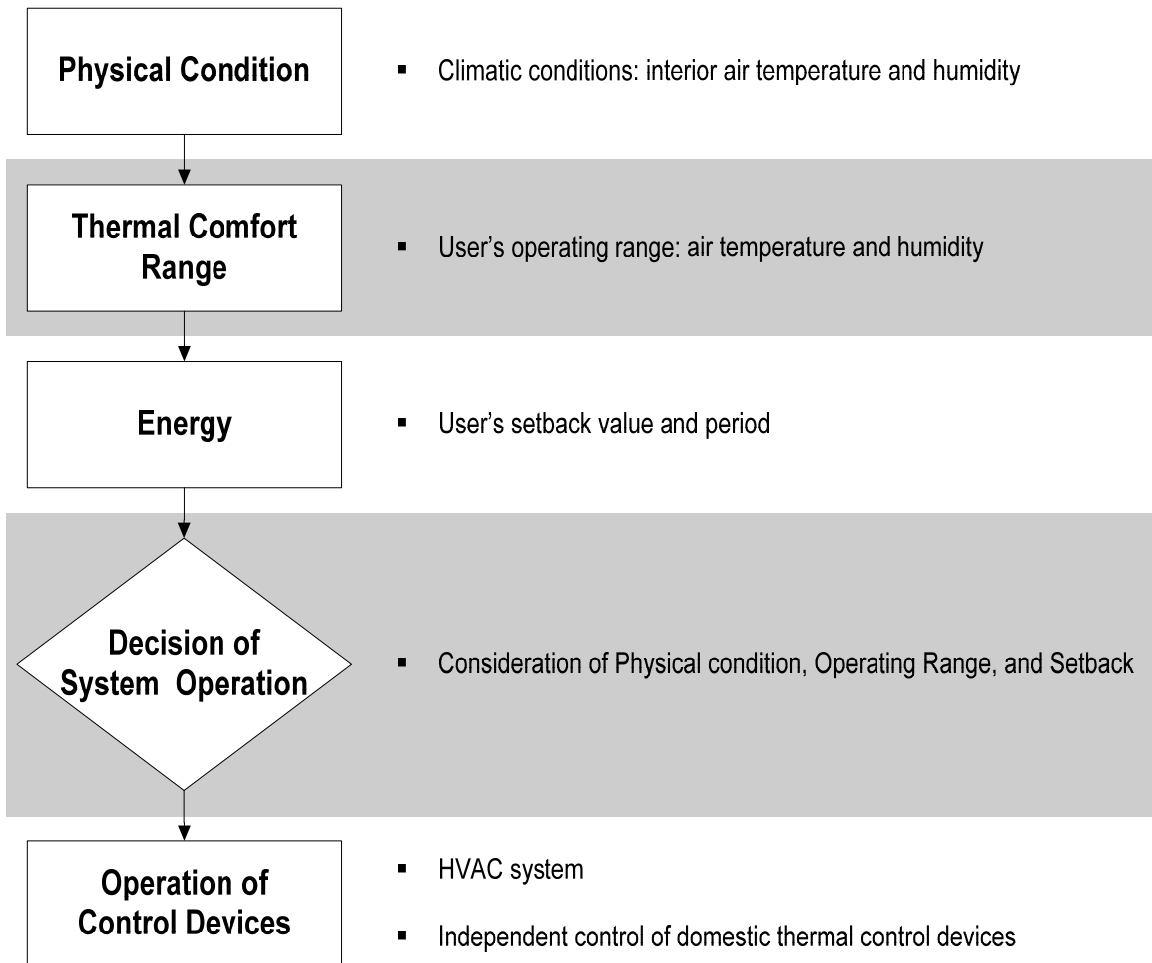 Physical Condition
▪ Climatic conditions: interior air temperature and humidity
Thermal Comfort
Range
▪ User’s operating range: air temperature and humidity
Energy
▪ User’s setback value and period
Decision of
System Operation
▪ Consideration of Physical condition, Operating Range, and Setback
Operation of
Control Devices
▪ HVAC system
▪ Independent control of domestic thermal control devices